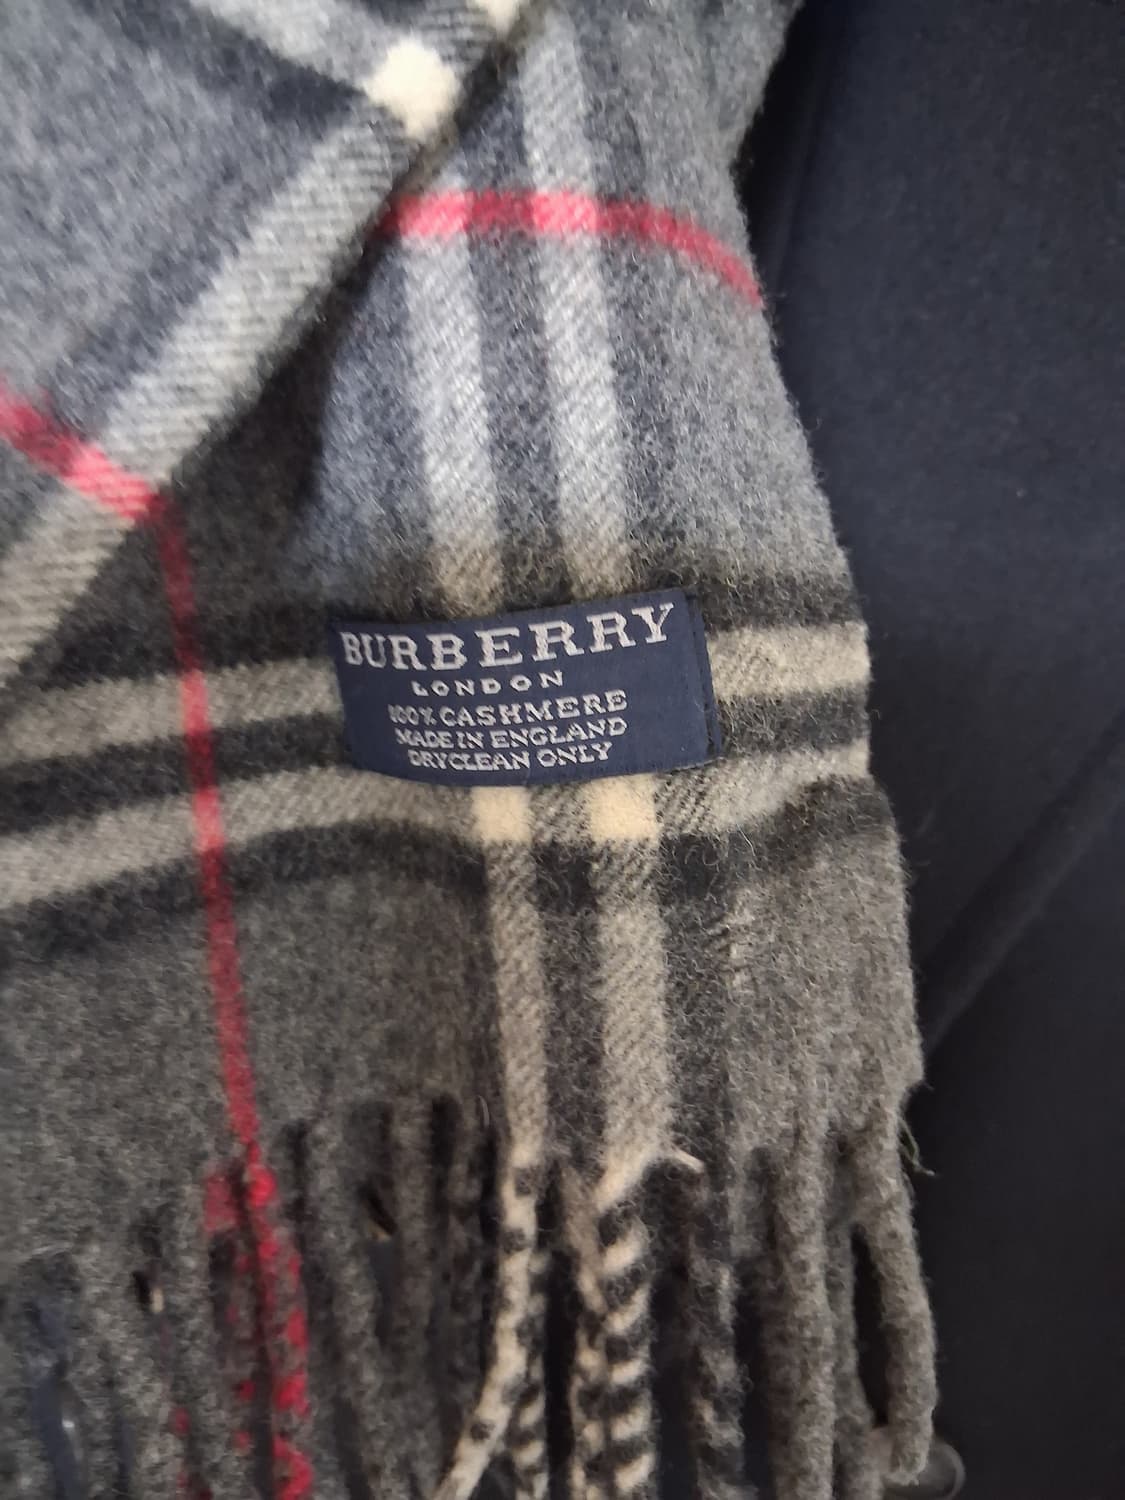 BURBERRY
LONDON
100% CASHMERE
MADE IN ENGLAND
DRYCLEAN ONLY